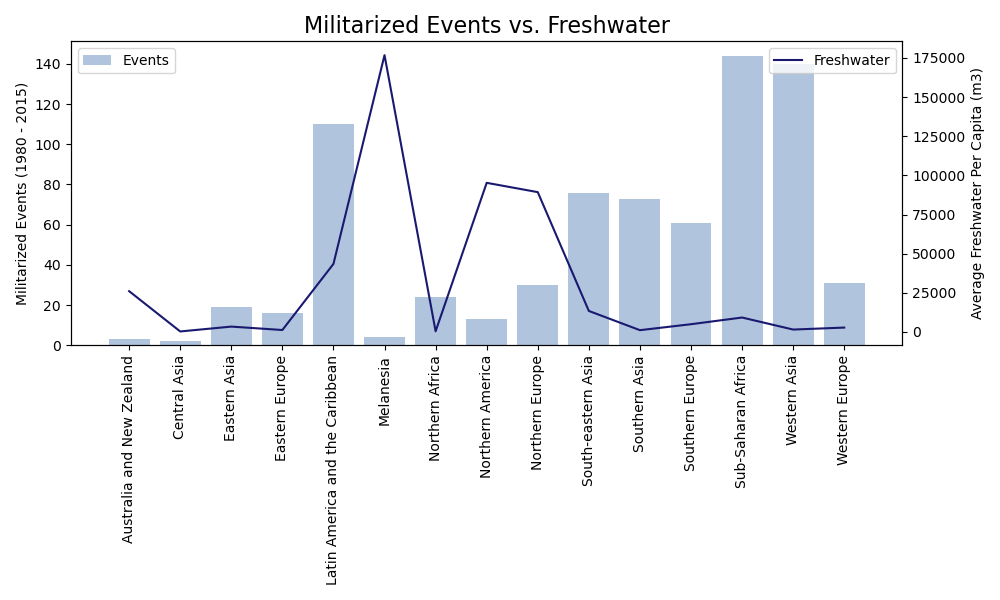 Militarized Events vs. Freshwater
Events
Freshwater
Militarized Events (1980 - 2015)
140
120
100
80
60
40
20
0
175000
150000
125000
100000
75000
50000
25000
0
Average Freshwater Per Capita (m3)
Australia and New Zealand
Central Asia
Eastern Asia
Eastern Europe
Latin America and the Caribbean
Melanesia
Northern Africa
Northern America
Northern Europe
South-eastern Asia
Southern Asia
Southern Europe
Sub-Saharan Africa
Western Asia
Western Europe